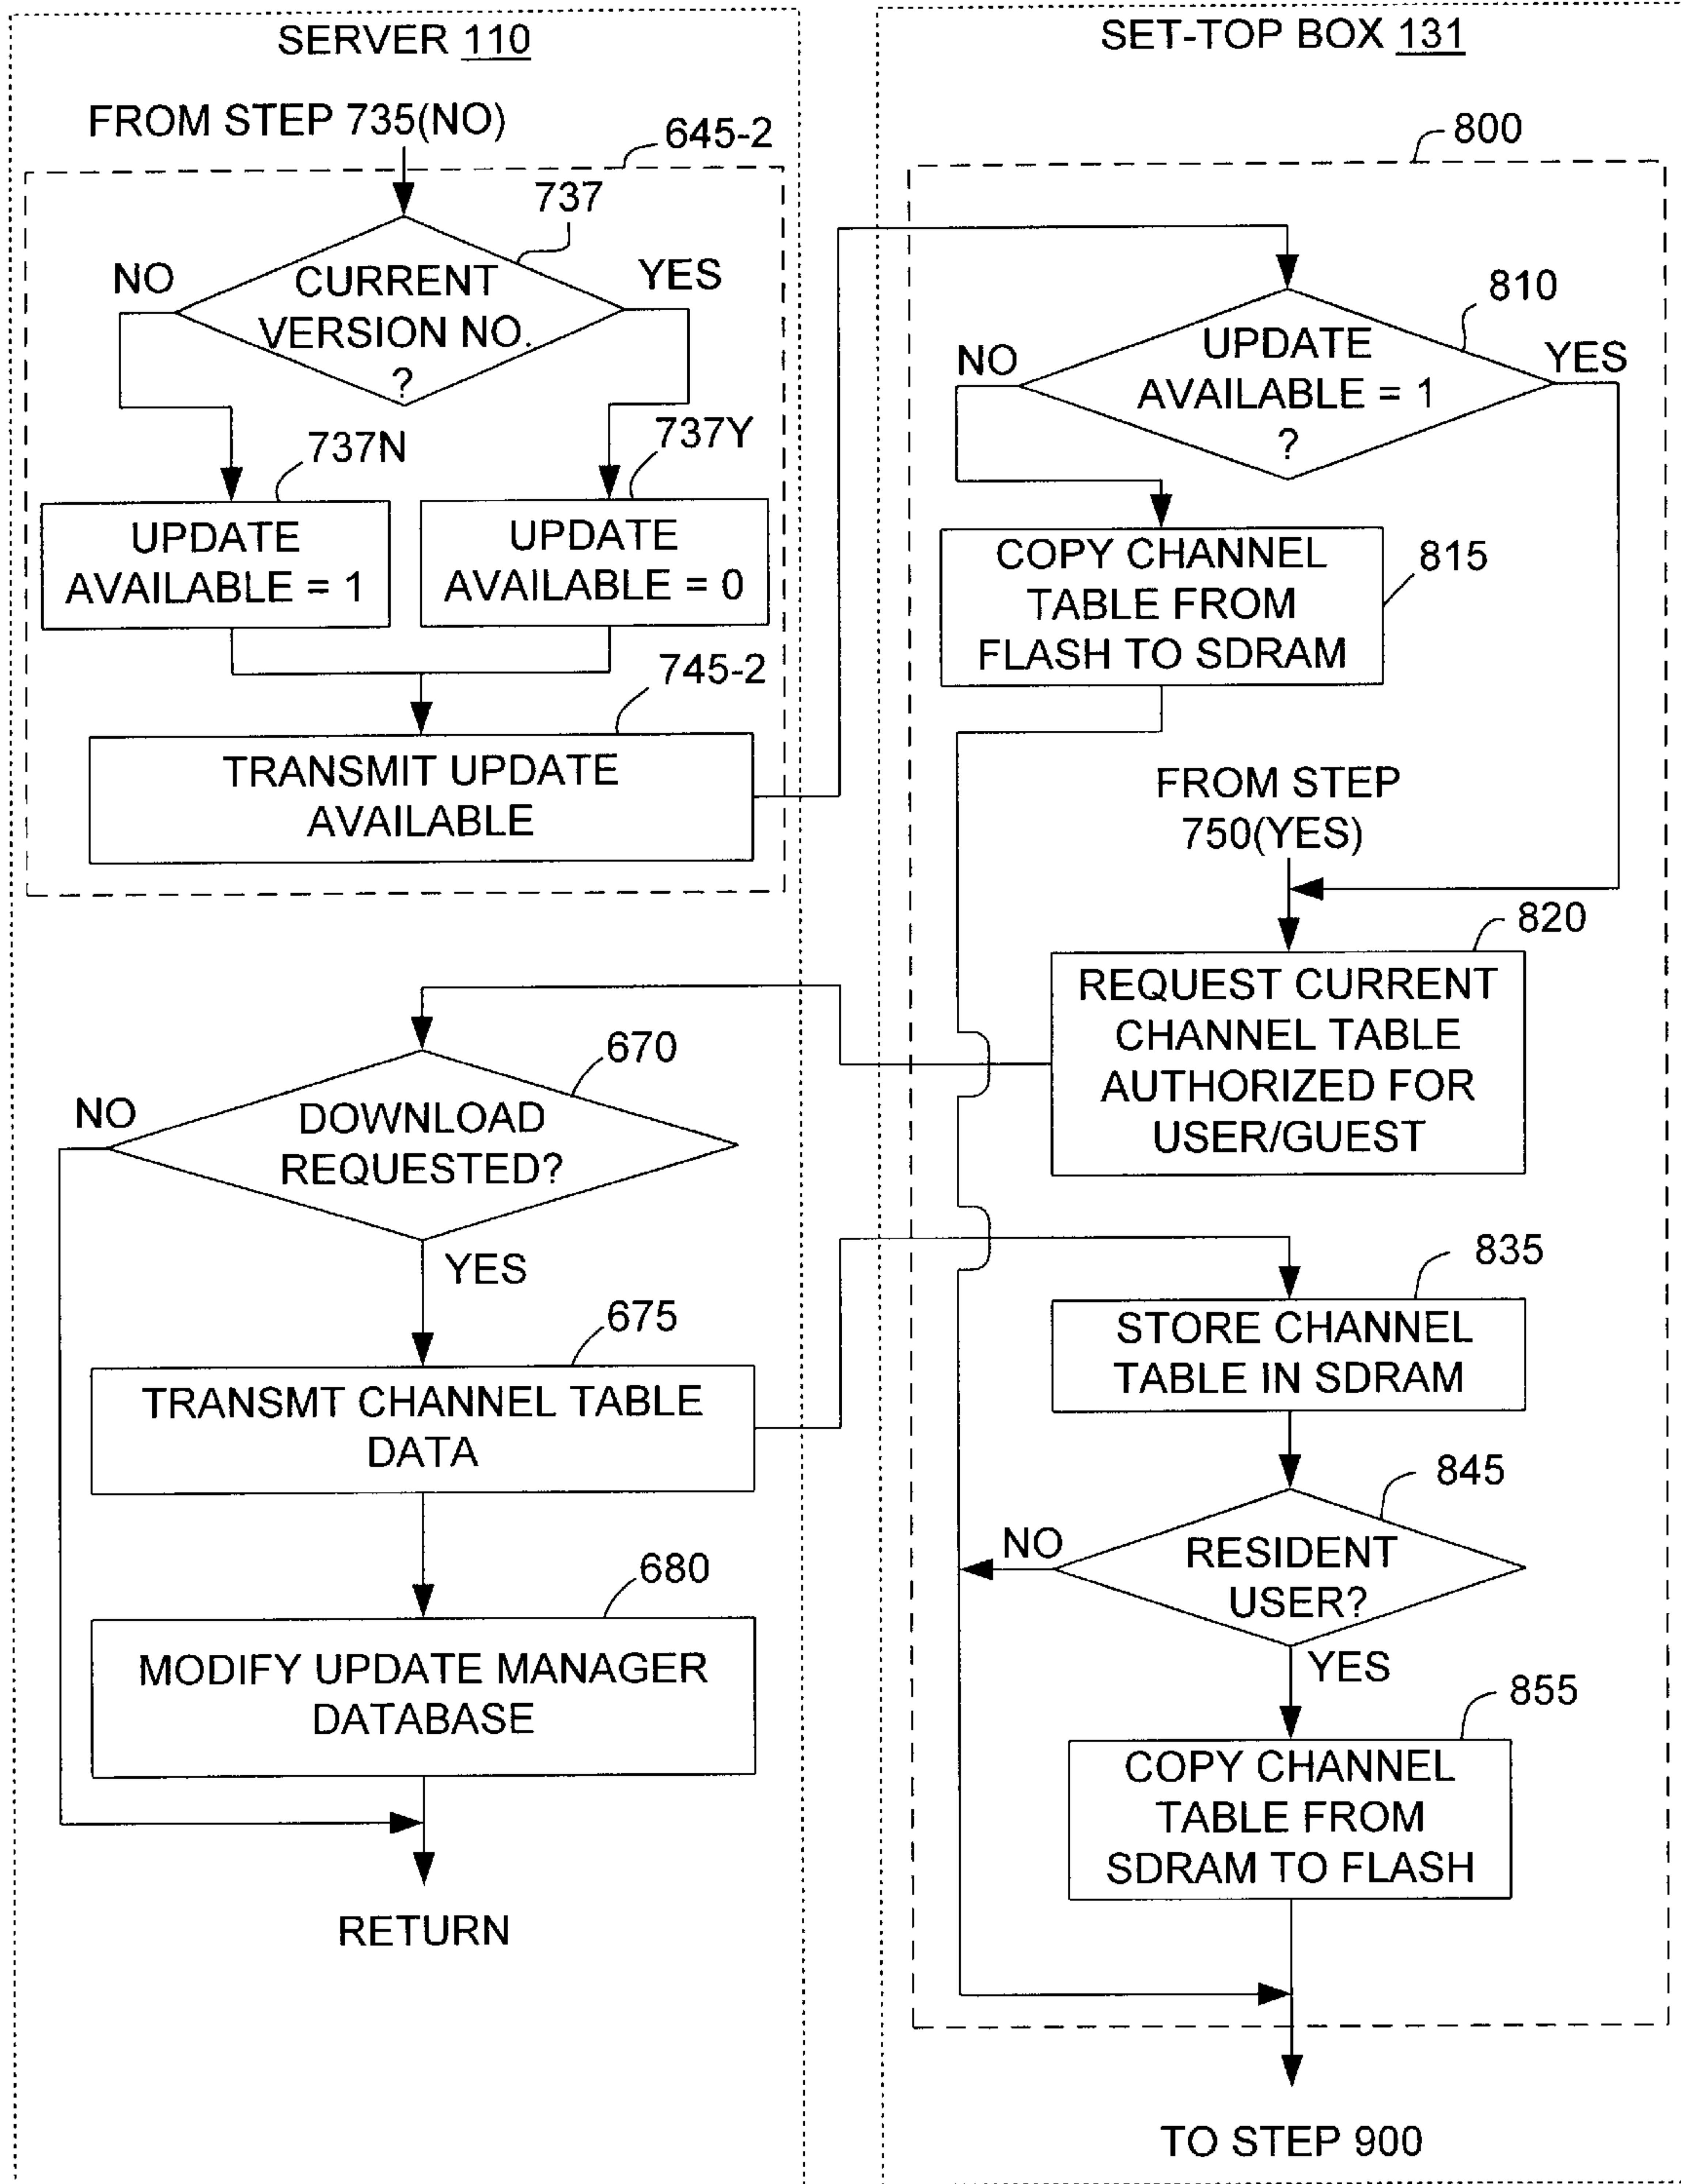 SERVER 110
FROM STEP 735(NO)
645-2
737
NO
YES
CURRENT
VERSION NO.
?
737N
737Y
UPDATE
AVAILABLE = 1
UPDATE
AVAILABLE = 0
745-2
TRANSMIT UPDATE
AVAILABLE
670
NO
DOWNLOAD
REQUESTED?
YES
675
TRANSMT CHANNEL TABLE
DATA
680
MODIFY UPDATE MANAGER
DATABASE
RETURN
SET-TOP BOX 131
800
810
UPDATE
AVAILABLE = 1
?
NO
YES
COPY CHANNEL
TABLE FROM
FLASH TO SDRAM
815
FROM STEP
750(YES)
820
REQUEST CURRENT
CHANNEL TABLE
AUTHORIZED FOR
USER/GUEST
835
STORE CHANNEL
TABLE IN SDRAM
845
NO
RESIDENT
USER?
YES
855
COPY CHANNEL
TABLE FROM
SDRAM TO FLASH
TO STEP 900